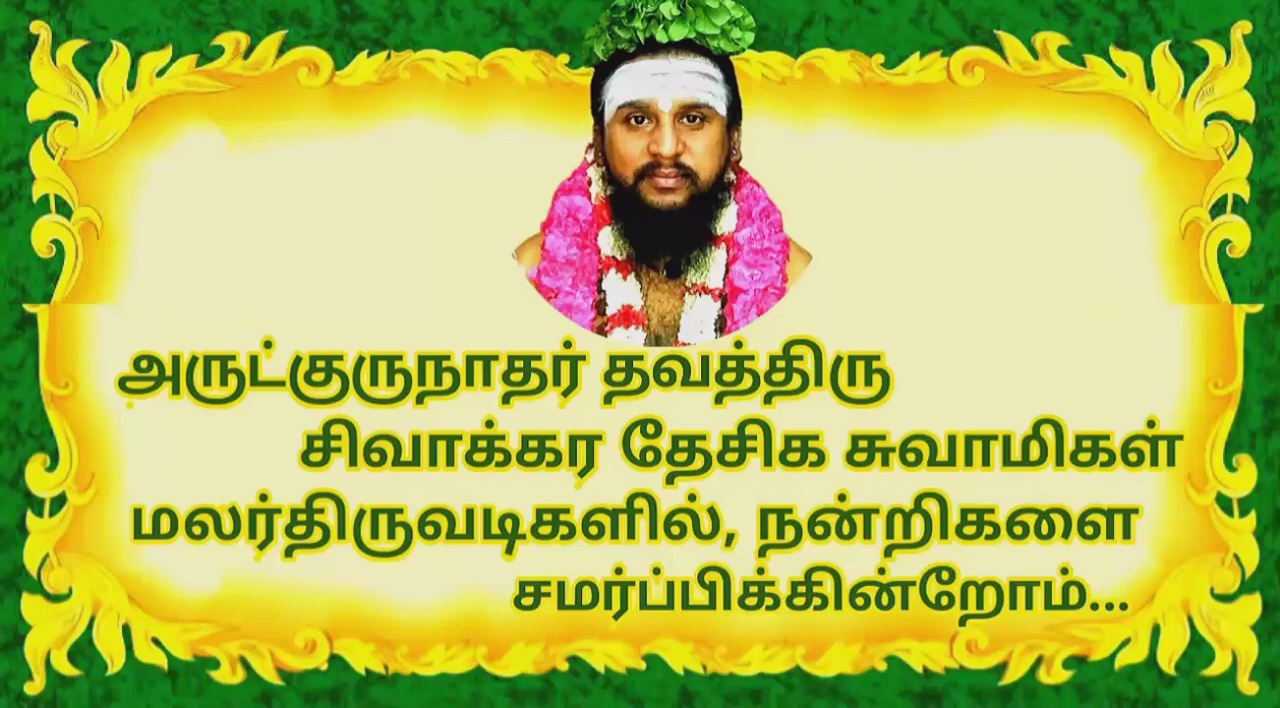 அருட்குருநாதர் தவத்திரு
சிவாக்கர தேசிக சுவாமிகள்
மலர்திருவடிகளில், நன்றிகளை
சமர்ப்பிக்கின்றோம்...